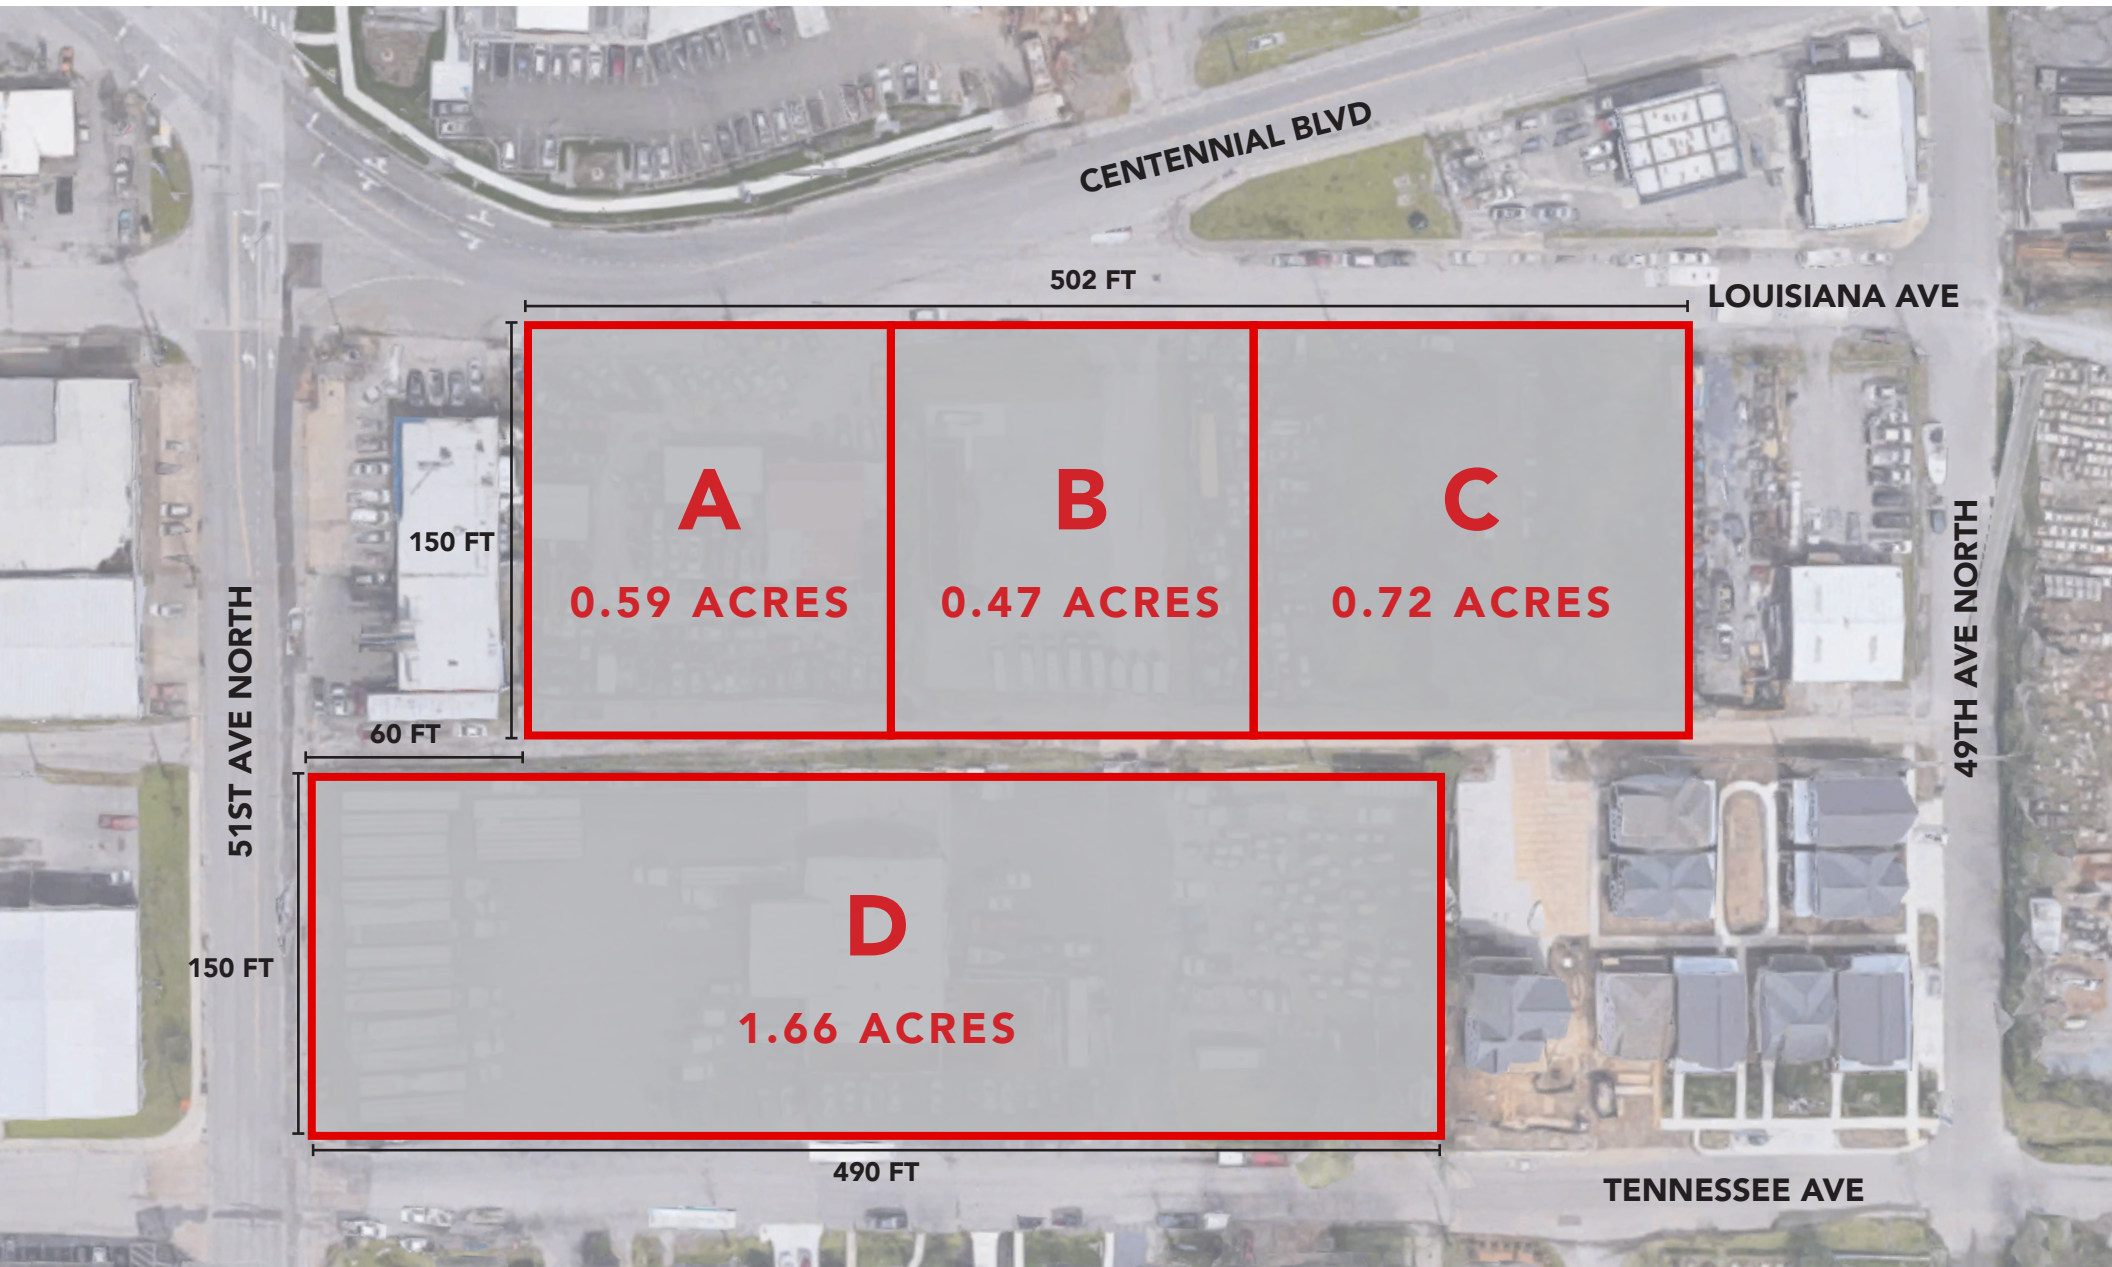 CENTENNIAL BLVD
502 FT
LOUISIANA AVE
A
B
C
150 FT
0.59 ACRES
0.47 ACRES
0.72 ACRES
49TH AVE NORTH
51ST AVE NORTH
60 FT
D
150 FT
1.66 ACRES
490 FT
TENNESSEE AVE